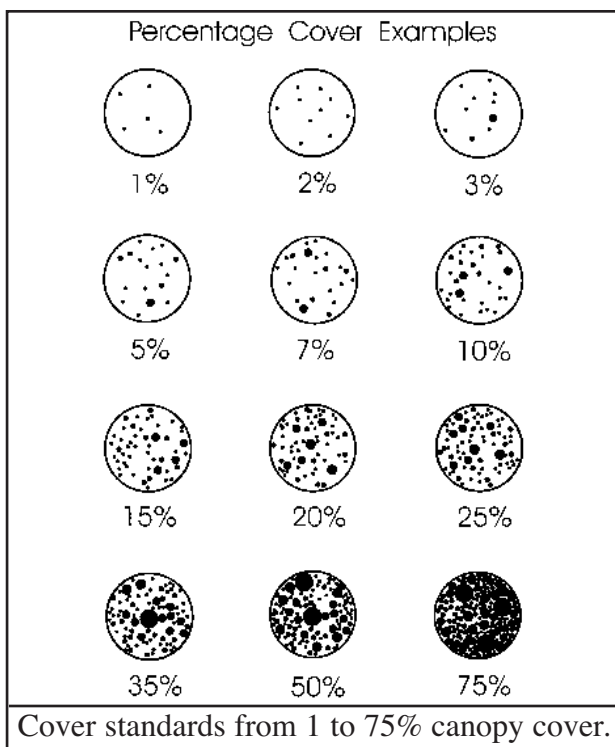 Percentage Cover Examples
1% 2% 3%
5% 7% 10%
15% 20% 25%
35% 50% 75%
Cover standards from 1 to 75% canopy cover.